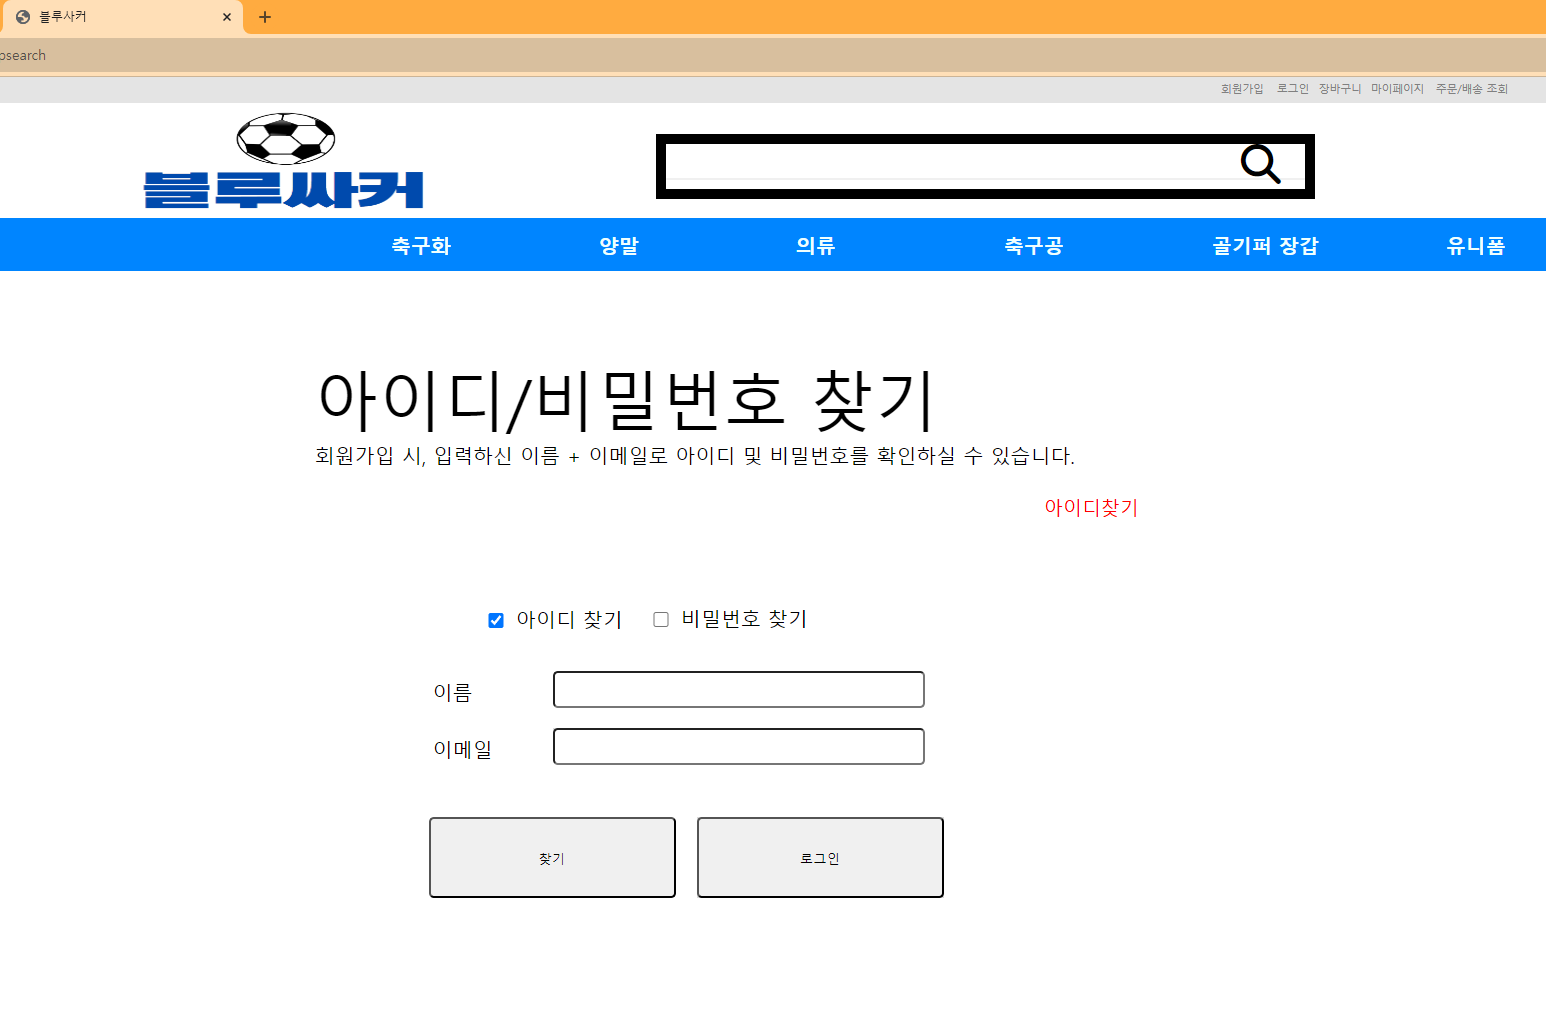 블루사커
psearch
회원가입 로그인 장바구니 마이페이지 주문/배송 조회
블루싸커
축구화 양말 의류 축구공 골기퍼 장갑 유니폼
아이디/비밀번호 찾기
회원가입 시, 입력하신 이름 + 이메일로 아이디 및 비밀번호를 확인하실 수 있습니다.
아이디찾기
아이디 찾기 비밀번호 찾기
이름
이메일
찾기 로그인